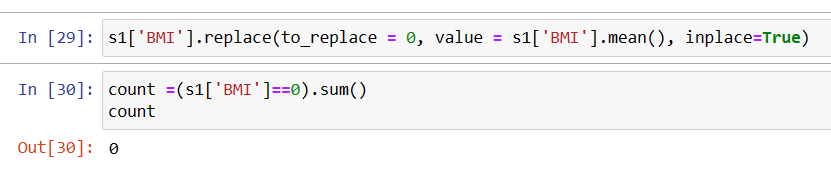 In [29]: s1['BMI'].replace(to_replace = 0, value = s1['BMI'].mean(), inplace=True)
In [30]: count =(s1['BMI']==0).sum()
count
Out[30]: 0